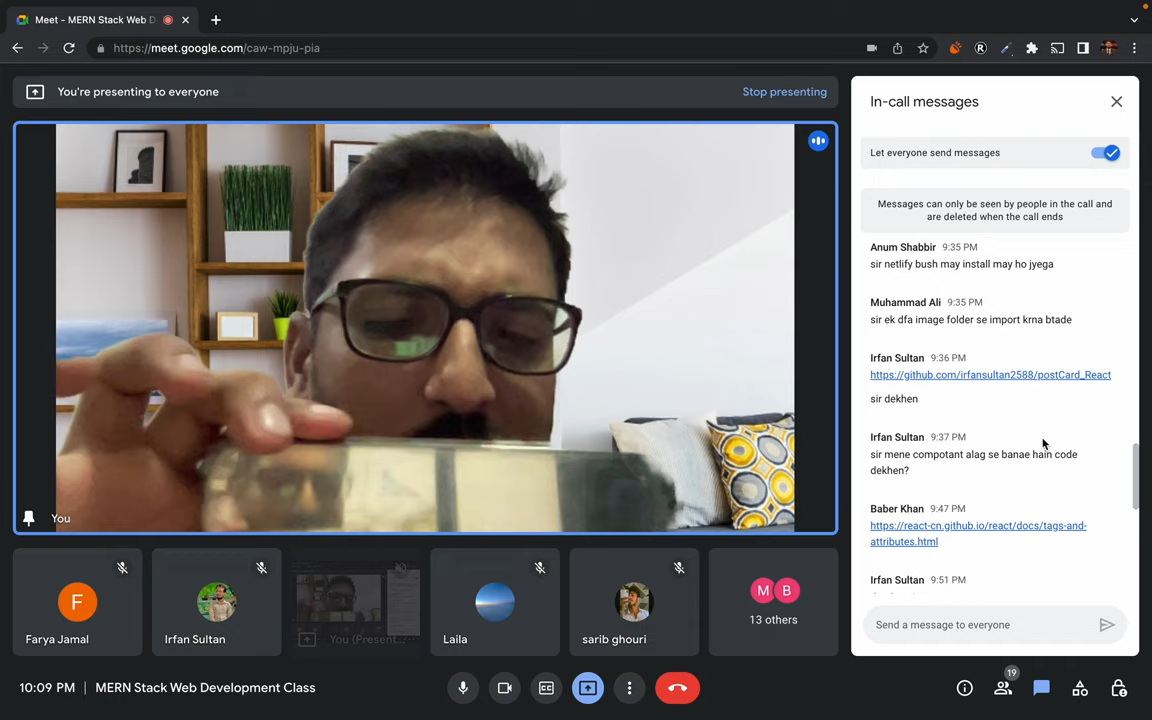 Meet - MERN Stack Web D
https://meet.google.com/caw-mpju-pia
You're presenting to everyone
Stop presenting
In-call messages
Let everyone send messages
Messages can only be seen by people in the call and
are deleted when the call ends
Anum Shabbir 9:35 PM
sir netlify bush may install may ho jyega
Muhammad Ali 9:35 PM
sir ek dfa image folder se import krna btade
Irfan Sultan 9:36 PM
https://github.com/irfansultan2588/postCard_React
sir dekhen
Irfan Sultan 9:37 PM
sir mene compotant alag se banae hain code
dekhen?
Baber Khan 9:47 PM
https://react-cn.github.io/react/docs/tags-and-
attributes.html
Irfan Sultan 9:51 PM
Send a message to everyone
You
F
Farya Jamal
Irfan Sultan
You (Present...
Laila
sarib ghouri
M B
13 others
10:09 PM | MERN Stack Web Development Class
CC
19
R